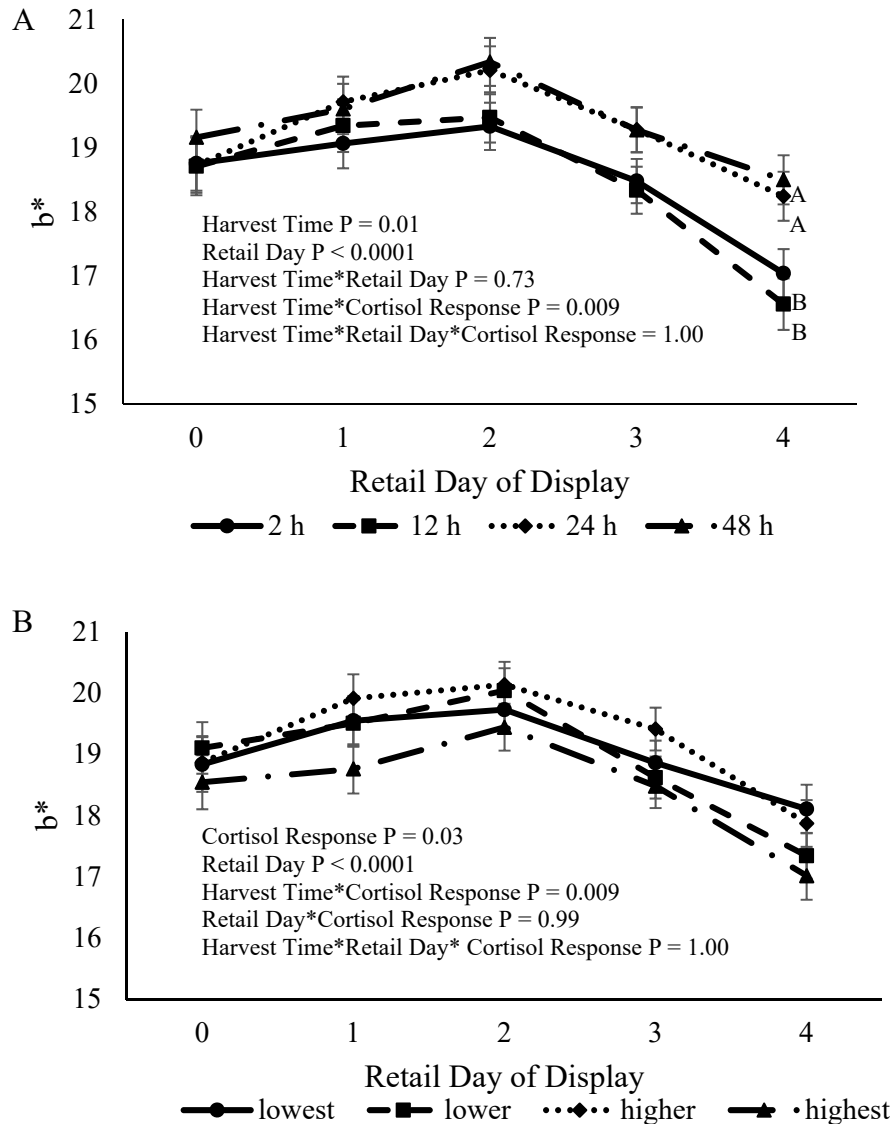 A
21
20
19
18
17
16
15
b*
A
A
B
B
Harvest Time P = 0.01
Retail Day P < 0.0001
Harvest Time*Retail Day P = 0.73
Harvest Time*Cortisol Response P = 0.009
Harvest Time*Retail Day*Cortisol Response = 1.00
0 1 2 3 4
Retail Day of Display
2 h 12 h 24 h 48 h
B
21
20
19
18
17
16
15
b*
Cortisol Response P = 0.03
Retail Day P < 0.0001
Harvest Time*Cortisol Response P = 0.009
Retail Day*Cortisol Response P = 0.99
Harvest Time*Retail Day* Cortisol Response P = 1.00
0 1 2 3 4
Retail Day of Display
lowest lower higher highest